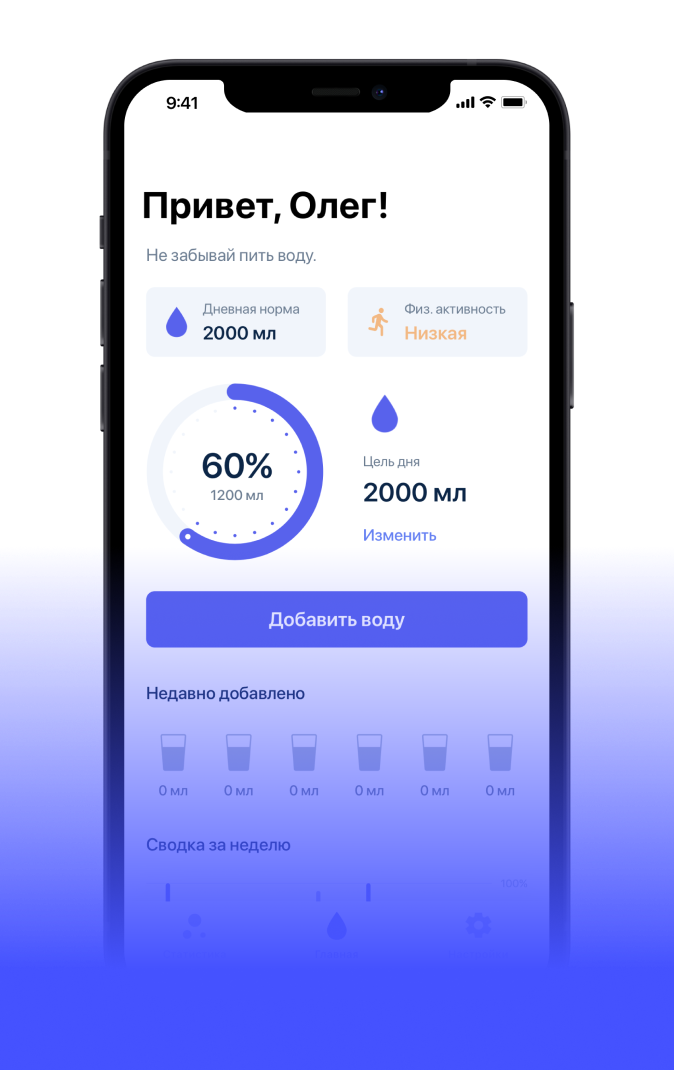 9:41
Привет, Олег!
Не забывай пить воду.
Дневная норма
2000 мл
Физ. активность
Низкая
60%
1200 мл
Цель дня
2000 мл
Изменить
Добавить воду
Недавно добавлено
0 мл 0 мл 0 мл 0 мл 0 мл 0 мл
Сводка за неделю
100%